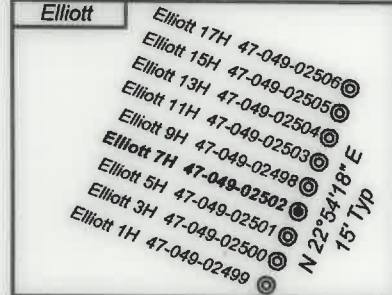 Elliott
Elliott 17H 47-049-02506
Elliott 15H 47-049-02505
Elliott 13H 47-049-02504
Elliott 11H 47-049-02503
Elliott 9H 47-049-02498
Elliott 7H 47-049-02502
Elliott 5H 47-049-02501
Elliott 3H 47-049-02500
Elliott 1H 47-049-02499
N 22°54'18" E
15' Typ